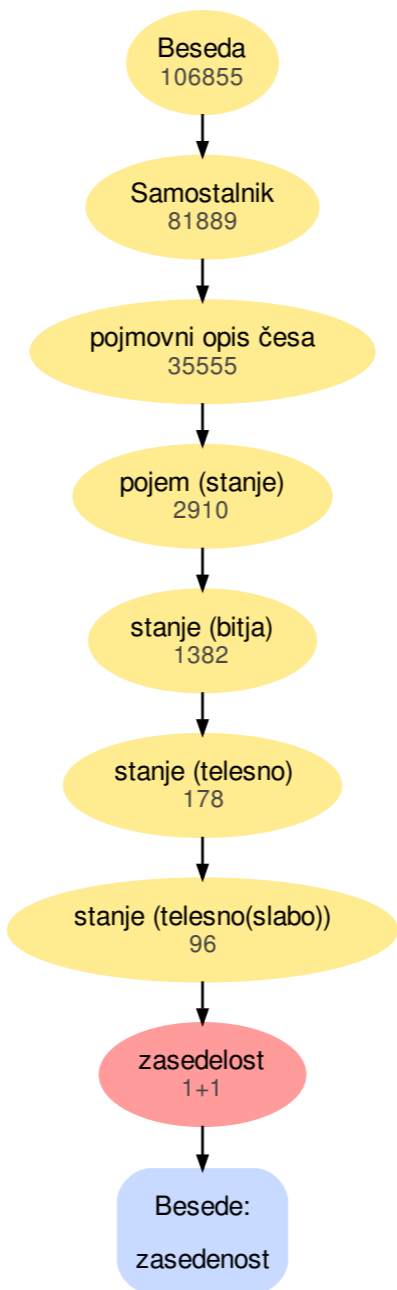 Beseda
106855
Samostalnik
81889
pojmovni opis česa
35555
pojem (stanje)
2910
stanje (bitja)
1382
stanje (telesno)
178
stanje (telesno(slabo))
96
zasedelost
1+1
Besede:
zasedenost